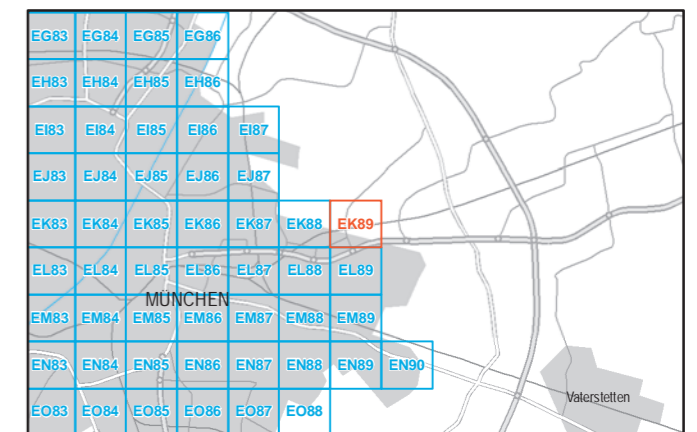 EG83 EG84 EG85 EG86
EH83 EH84 EH85 EH86
EI83 EI84 EI85 EI86 EI87
EJ83 EJ84 EJ85 EJ86 EJ87
EK83 EK84 EK85 EK86 EK87 EK88 EK89
EL83 EL84 EL85 EL86 EL87 EL88 EL89
MÜNCHEN
EM83 EM84 EM85 EM86 EM87 EM88 EM89
EN83 EN84 EN85 EN86 EN87 EN88 EN89 EN90
Vaterstetten
EO83 EO84 EO85 EO86 EO87 EO88